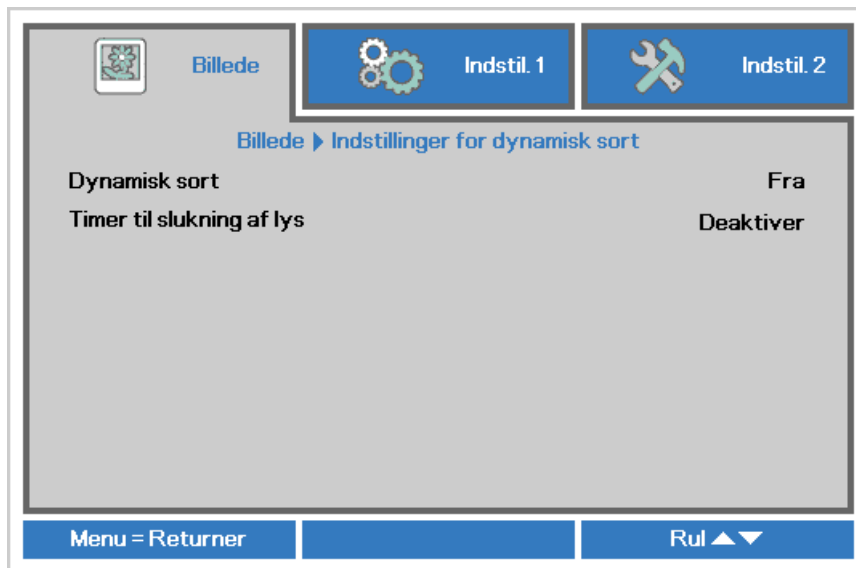 Billede Indstil. 1 Indstil. 2
Billede ▶ Indstillinger for dynamisk sort
Dynamisk sort Fra
Timer til slukning af lys Deaktiver
Menu = Returner Rul ▲▼